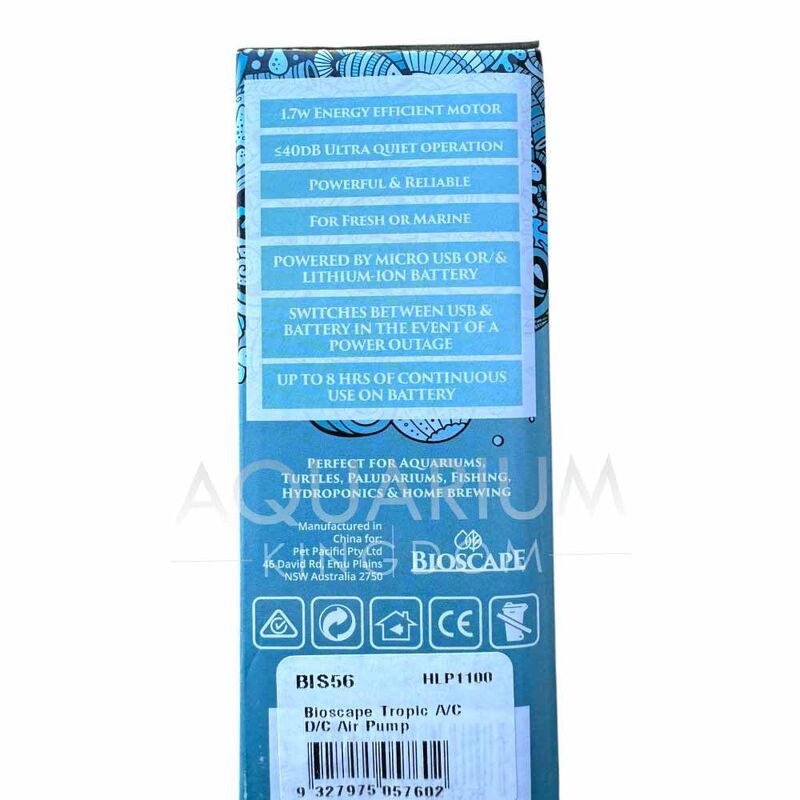 1.7W ENERGY EFFICIENT MOTOR
≤40DB ULTRA QUIET OPERATION
POWERFUL & RELIABLE
FOR FRESH OR MARINE
POWERED BY MICRO USB OR/&
LITHIUM-ION BATTERY
SWITCHES BETWEEN USB &
BATTERY IN THE EVENT OF A
POWER OUTAGE
UP TO 8 HRS OF CONTINUOUS
USE ON BATTERY
PERFECT FOR AQUARIUMS,
TURTLES, PALUDARIUMS, FISHING,
HYDROPONICS & HOME BREWING
AQUARIUM
KINGDOM
Manufactured in
China for:
Pet Pacific Pty Ltd
46 David Rd, Emu Plains
NSW Australia 2750
BIOSCAPE
CE
BIS56 HLP1100
Bioscape Tropic A/C
D/C Air Pump
9 327975 057602